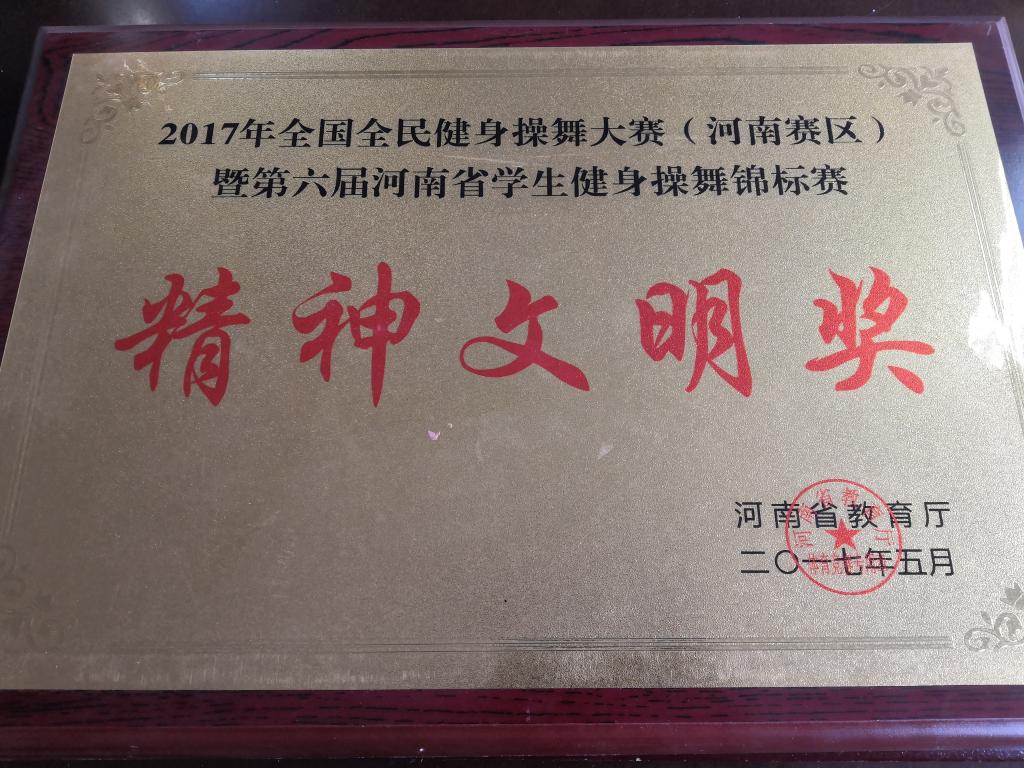 2017年全国全民健身操舞大赛（河南赛区）
暨第六届河南省学生健身操舞锦标赛
精神文明奖
河南省教育厅
二〇一七年五月